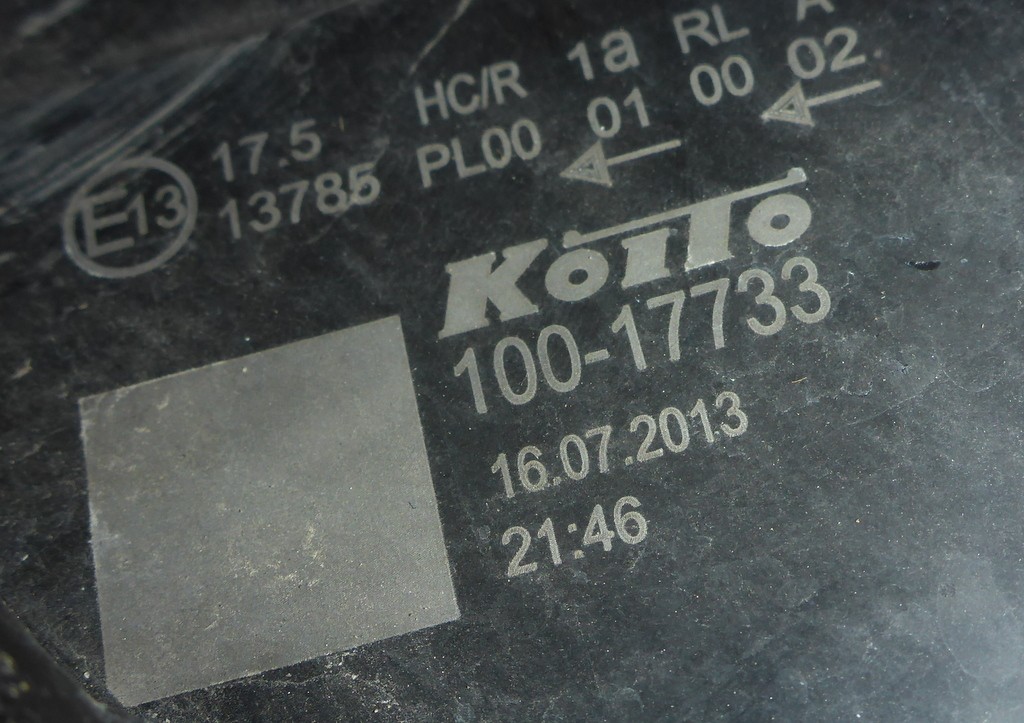 HC/R 1a RL A
17.5 PL00 01 00 02
E13 13785
KOITO
100-17733
16.07.2013
21:46